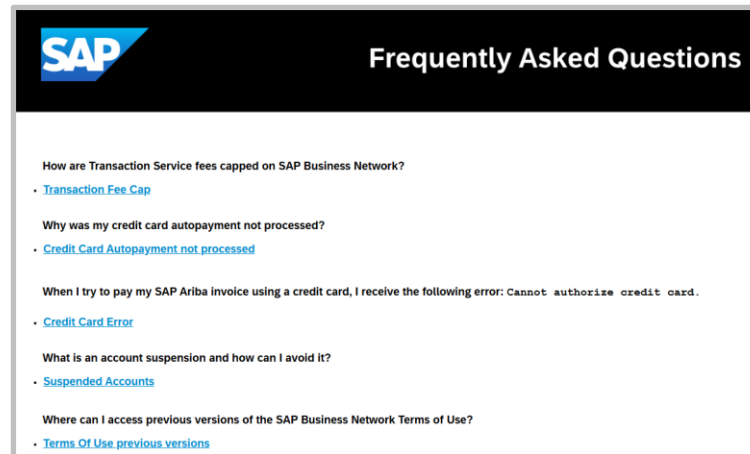 SAP
Frequently Asked Questions
How are Transaction Service fees capped on SAP Business Network?
• Transaction Fee Cap
Why was my credit card autopayment not processed?
• Credit Card Autopayment not processed
When I try to pay my SAP Ariba invoice using a credit card, I receive the following error: Cannot authorize credit card.
• Credit Card Error
What is an account suspension and how can I avoid it?
• Suspended Accounts
Where can I access previous versions of the SAP Business Network Terms of Use?
• Terms Of Use previous versions